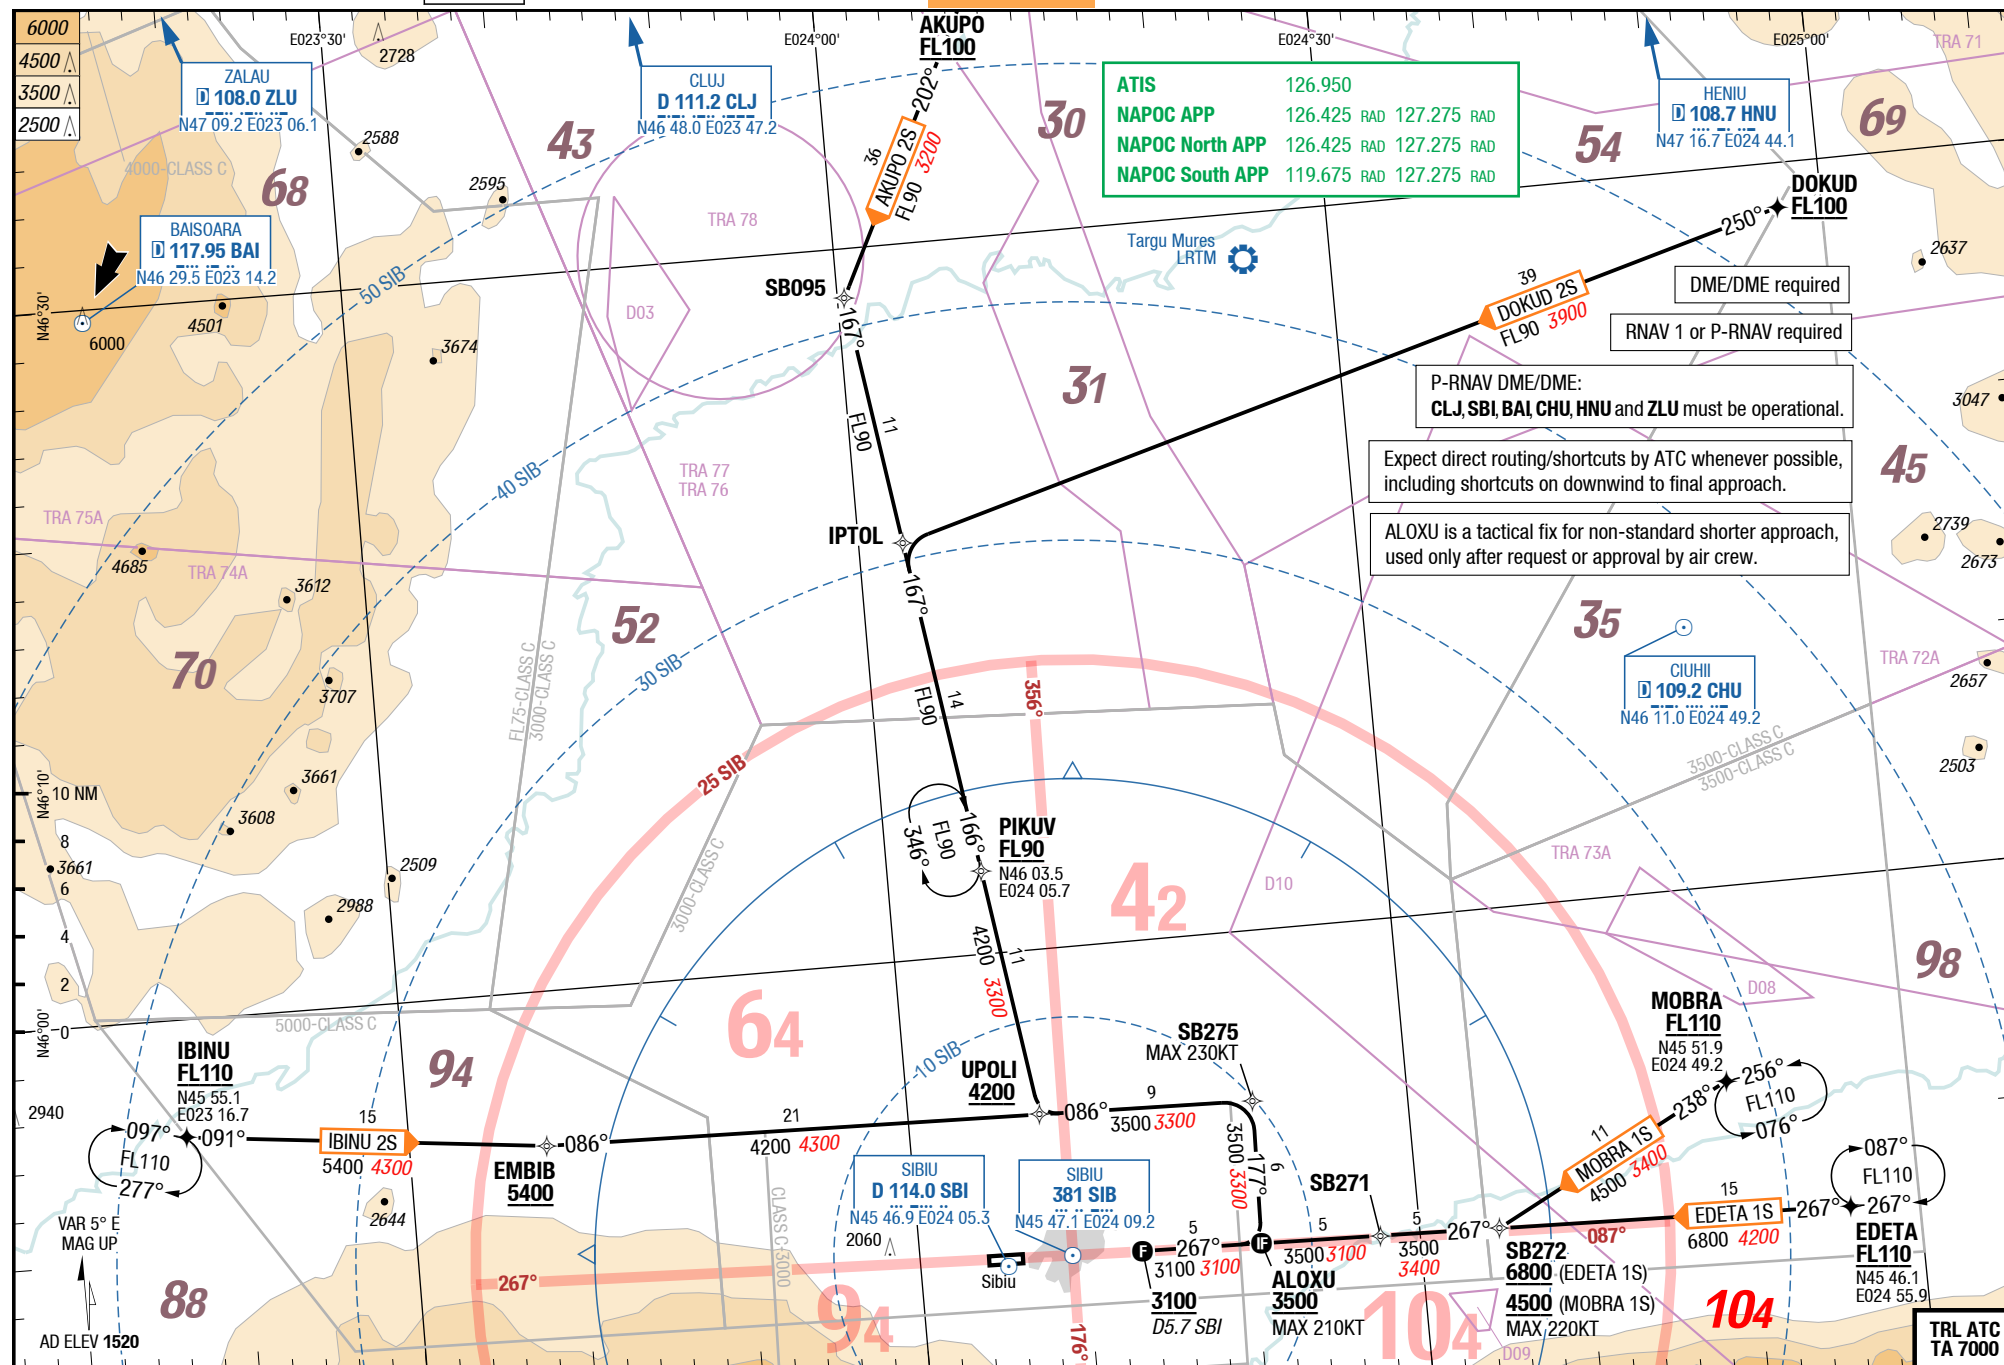 6000
4500
3500
2500
E023°30'
2728
E024°00'
AKUPO
FL100
202°
E024°30'
E025°00'
TRA 71
ZALAU
D 108.0 ZLU
N47 09.2 E023 06.1
CLUJ
D 111.2 CLJ
N46 48.0 E023 47.2
ATIS 126.950
NAPOC APP 126.425 RAD 127.275 RAD
NAPOC North APP 126.425 RAD 127.275 RAD
NAPOC South APP 119.675 RAD 127.275 RAD
HENIU
D 108.7 HNU
N47 16.7 E024 44.1
43
30
54
69
4000-CLASS C
68
2588
2595
36
AKUPO 2S
FL90 3200
TRA 78
BAISOARA
D 117.95 BAI
N46 29.5 E023 14.2
DOKUD
FL100
250°
Targu Mures
LRTM
2637
N46°30'
6000
4501
50 SIB
SB095
167°
D03
39
DOKUD 2S
FL90 3900
DME/DME required
RNAV 1 or P-RNAV required
3674
P-RNAV DME/DME:
CLJ, SBI, BAI, CHU, HNU and ZLU must be operational.
3047
31
11
FL90
40 SIB
TRA 77
TRA 76
Expect direct routing/shortcuts by ATC whenever possible,
including shortcuts on downwind to final approach.
45
TRA 75A
ALOXU is a tactical fix for non-standard shorter approach,
used only after request or approval by air crew.
2739
2673
IPTOL
167°
4685
TRA 74A
3612
52
35
30 SIB
70
3707
FL75-CLASS C
3000-CLASS C
14
FL90
356°
CIUHII
D 109.2 CHU
N46 11.0 E024 49.2
TRA 72A
2657
3500-CLASS C
3500-CLASS C
2503
25 SIB
N46°10'
10 NM
8
6
4
2
0
3661
3608
3661
2509
2988
3000-CLASS C
346°
FL90
166°
PIKUV
FL90
N46 03.5
E024 05.7
42
D10
TRA 73A
4200
11
3300
98
D08
N46°00'
5000-CLASS C
64
94
10 SIB
IBINU
FL110
N45 55.1
E023 16.7
UPOLI
4200
SB275
MAX 230KT
MOBRA
FL110
N45 51.9
E024 49.2
256°
FL110
076°
238°
2940
097°
FL110
277°
091°
15
IBINU 2S
5400 4300
EMBIB
5400
086°
21
4200 4300
086°
9
3500 3300
3500
3300
6
177°
11
MOBRA 1S
4500 3400
087°
FL110
267°
267°
15
EDETA 1S
6800 4200
EDETA
FL110
N45 46.1
E024 55.9
2644
VAR 5° E
MAG UP
SIBIU
D 114.0 SBI
N45 46.9 E024 05.3
SIBIU
381 SIB
N45 47.1 E024 09.2
2060
Sibiu
CLASS C-3000
SB271
F
5
267°
3100 3100
IF
5
3500 3100
5
3500
3400
267°
087°
SB272
6800 (EDETA 1S)
4500 (MOBRA 1S)
MAX 220KT
267°
88
AD ELEV 1520
94
3100
D5.7 SBI
ALOXU
3500
MAX 210KT
176°
104
D09
104
TRL ATC
TA 7000